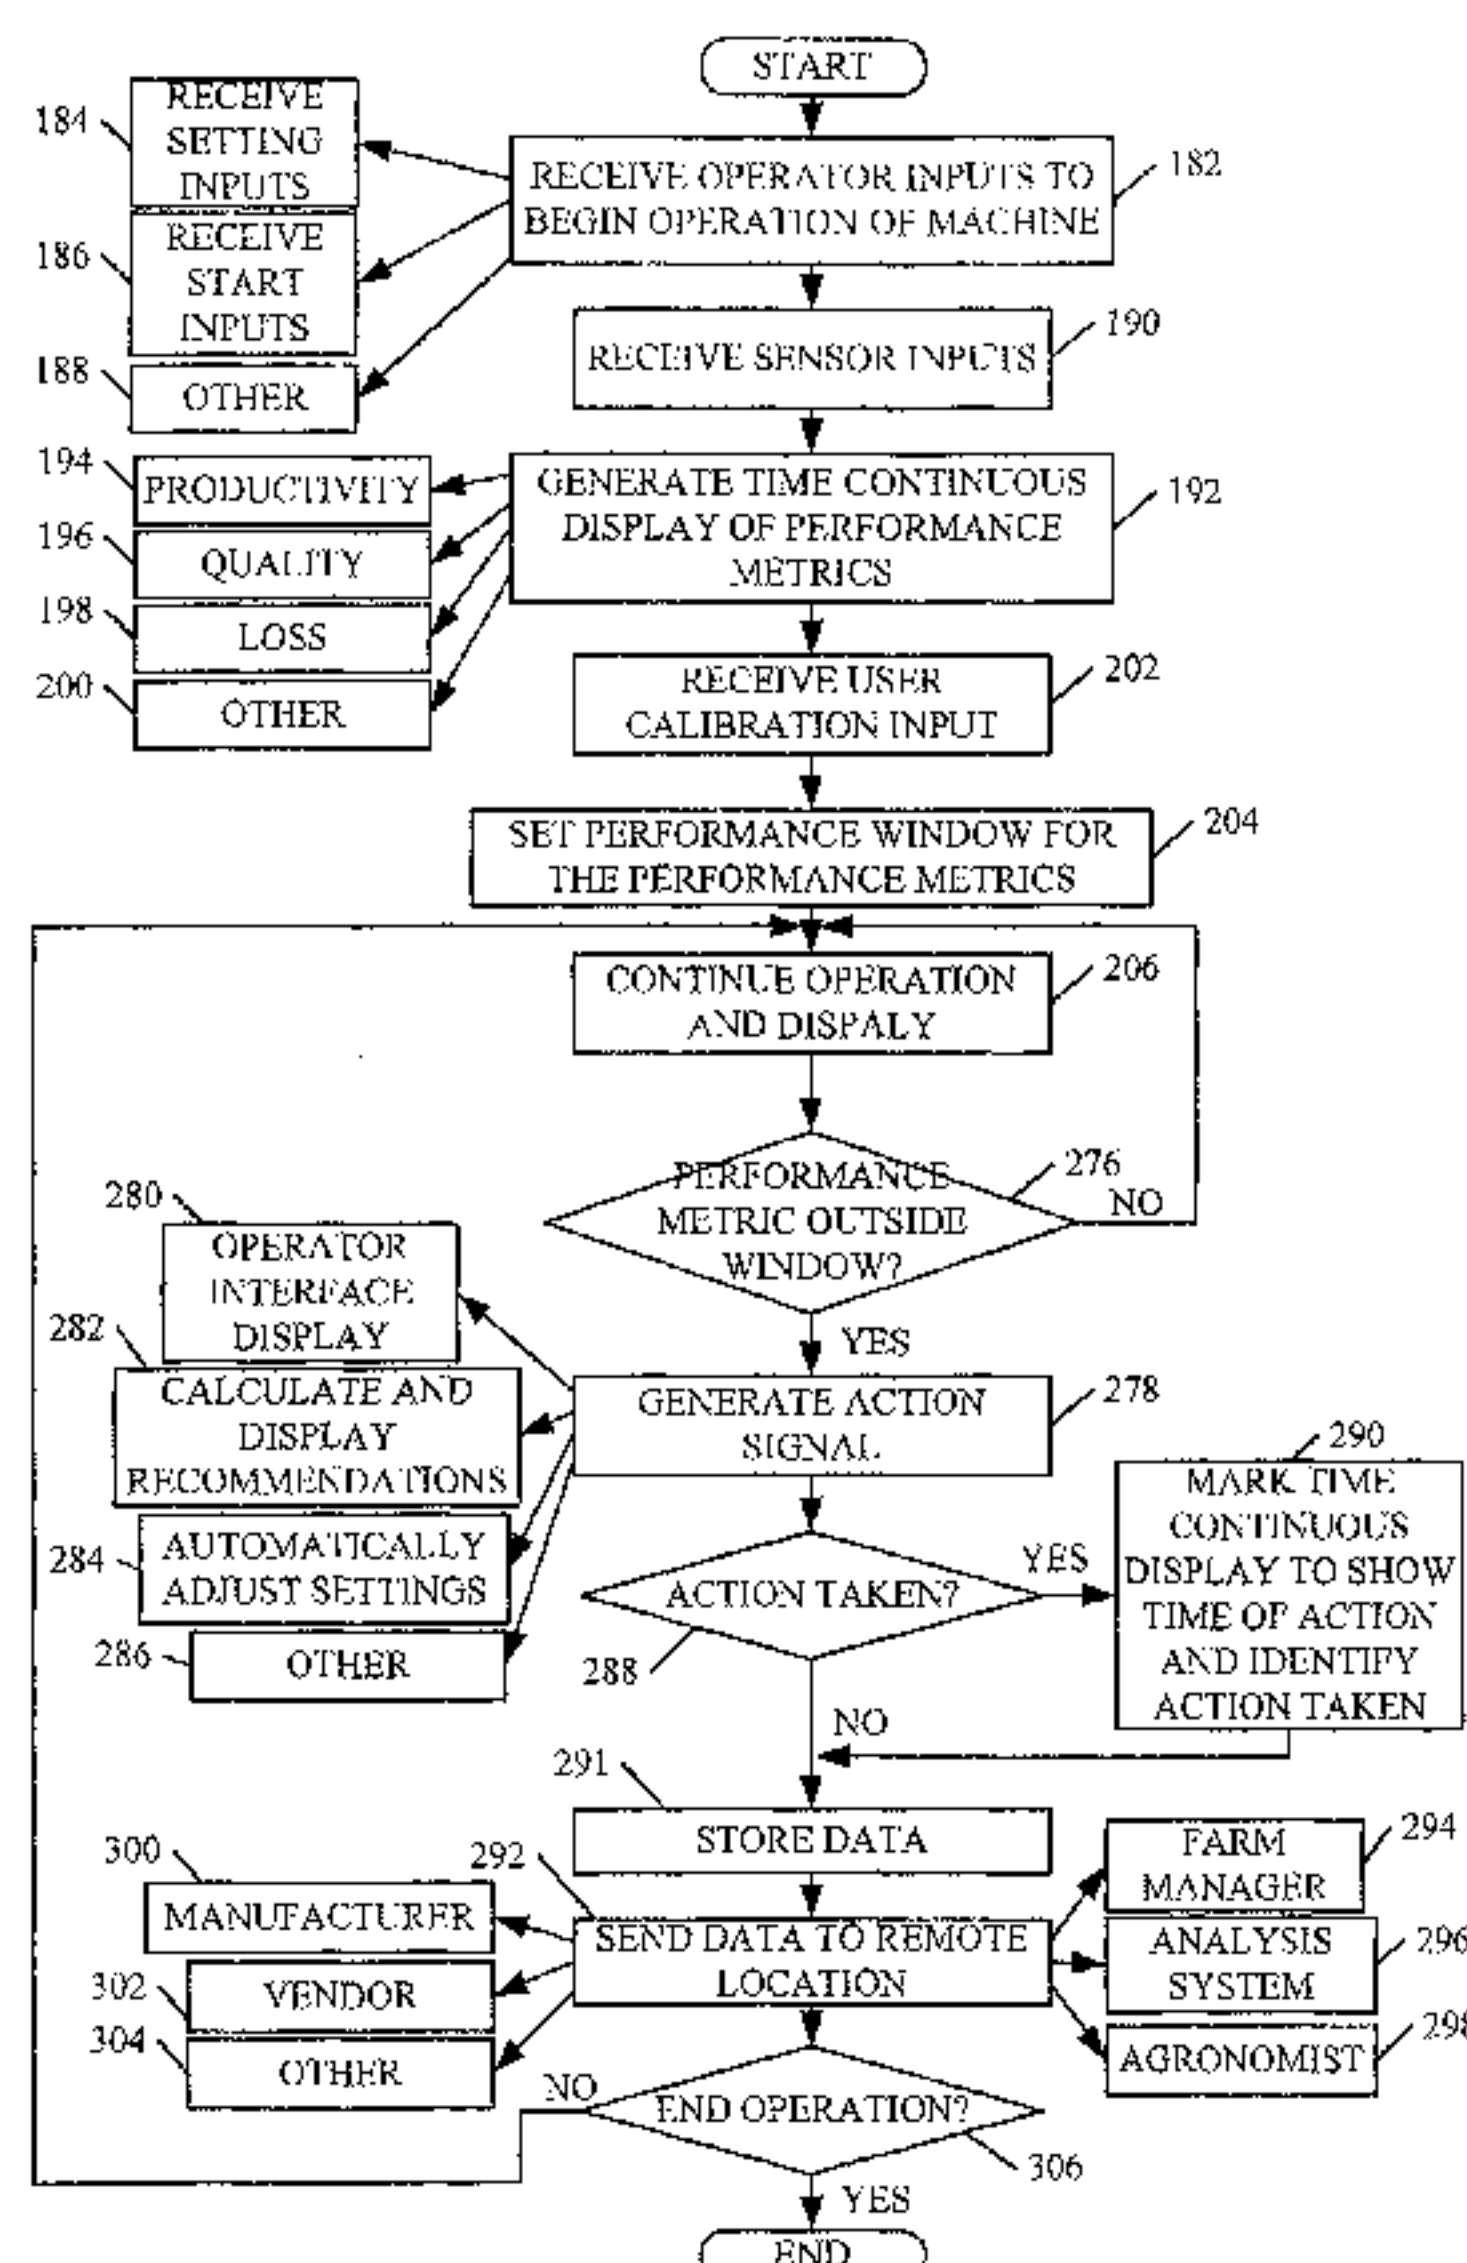 START
184
RECEIVE
SETTING
INPUTS
RECEIVE OPERATOR INPUTS TO
BEGIN OPERATION OF MACHINE
182
186
RECEIVE
START
INPUTS
188
OTHER
RECEIVE SENSOR INPUTS
190
194
PRODUCTIVITY
196
QUALITY
198
LOSS
200
OTHER
GENERATE TIME CONTINUOUS
DISPLAY OF PERFORMANCE
METRICS
192
RECEIVE USER
CALIBRATION INPUT
202
SET PERFORMANCE WINDOW FOR
THE PERFORMANCE METRICS
204
CONTINUE OPERATION
AND DISPALY
206
PERFORMANCE
METRIC OUTSIDE
WINDOW?
276
NO
YES
280
OPERATOR
INTERFACE
DISPLAY
282
CALCULATE AND
DISPLAY
RECOMMENDATIONS
284
AUTOMATICALLY
ADJUST SETTINGS
286
OTHER
GENERATE ACTION
SIGNAL
278
ACTION TAKEN?
288
YES
NO
290
MARK TIME
CONTINUOUS
DISPLAY TO SHOW
TIME OF ACTION
AND IDENTIFY
ACTION TAKEN
291
STORE DATA
292
SEND DATA TO REMOTE
LOCATION
300
MANUFACTURER
302
VENDOR
304
OTHER
FARM
MANAGER
294
ANALYSIS
SYSTEM
296
AGRONOMIST
298
NO
END OPERATION?
306
YES
END